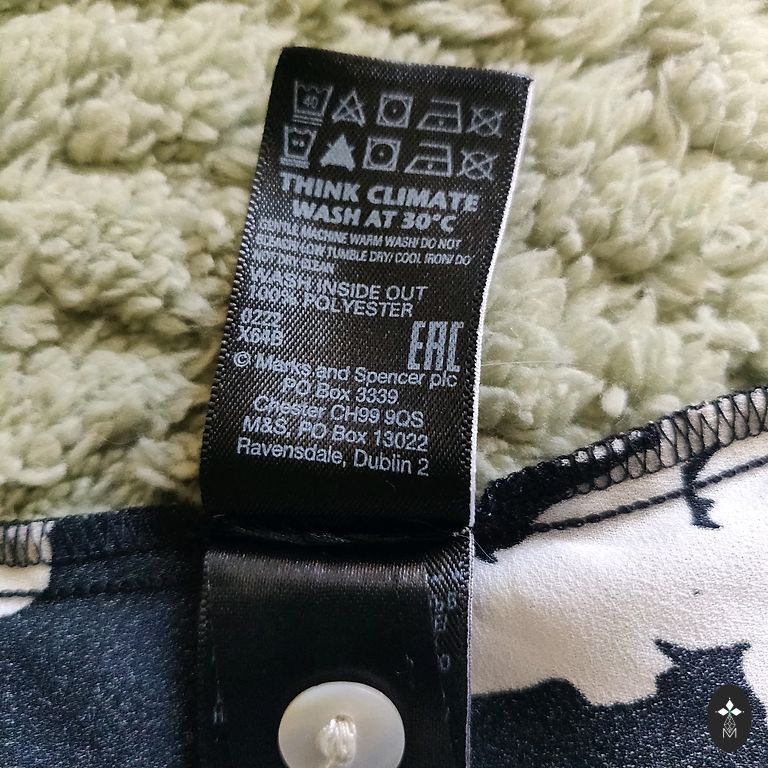 40
THINK CLIMATE
WASH AT 30°C
GENTLE MACHINE WARM WASH/ DO NOT
BLEACH/ LOW TUMBLE DRY/ COOL IRON/ DO
NOT DRY CLEAN
WASH INSIDE OUT
100% POLYESTER
0222
X64B
EAC
© Marks and Spencer plc
PO Box 3339
Chester CH99 9QS
M&S. PO Box 13022
Ravensdale, Dublin 2
M